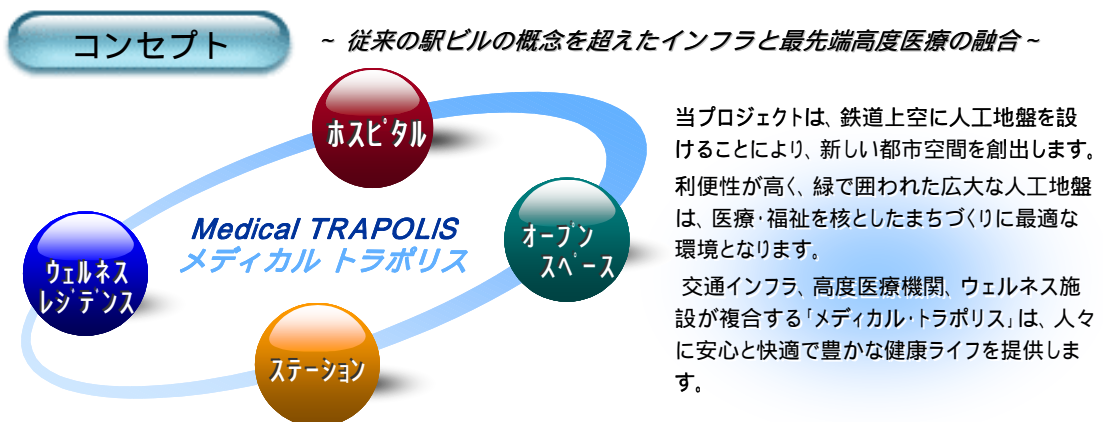 コンセプト
~ 従来の駅ビルの概念を超えたインフラと最先端高度医療の融合 ~
ホスピタル
オープン
スペース
Medical TRAPOLIS
メディカル トラポリス
ウェルネス
レジデンス
ステーション
当プロジェクトは、鉄道上空に人工地盤を設
けることにより、新しい都市空間を創出します。
利便性が高く、緑で囲われた広大な人工地盤
は、医療・福祉を核としたまちづくりに最適な
環境となります。
交通インフラ、高度医療機関、ウェルネス施
設が複合する「メディカル・トラポリス」は、人々
に安心と快適で豊かな健康ライフを提供しま
す。